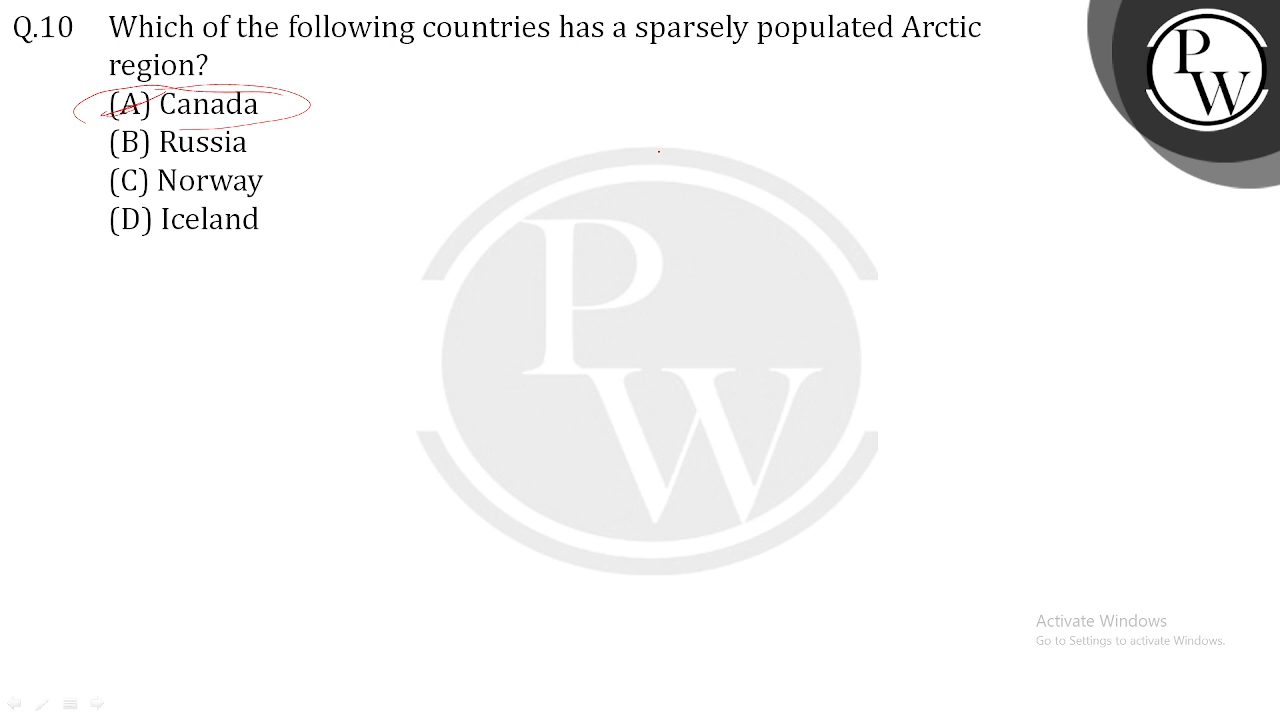 Q.10 Which of the following countries has a sparsely populated Arctic
region?
(A) Canada
(B) Russia
(C) Norway
(D) Iceland
P
W
P
W
Activate Windows
Go to Settings to activate Windows.